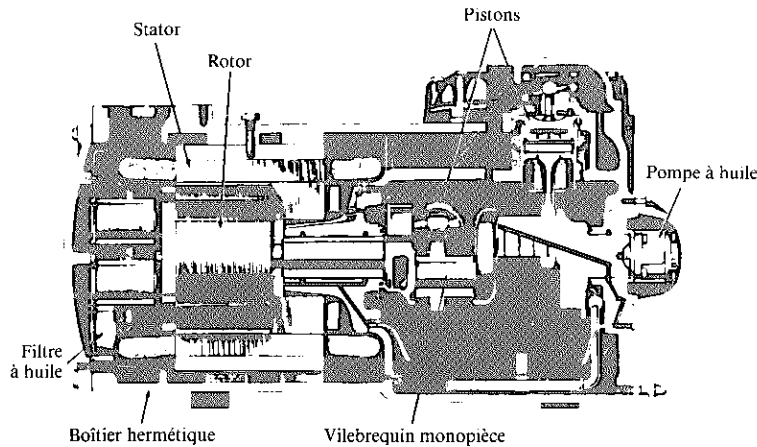 Pistons
Stator
Rotor
Pompe à huile
Filtre
à huile
Boîtier hermétique
Vilebrequin monopièce